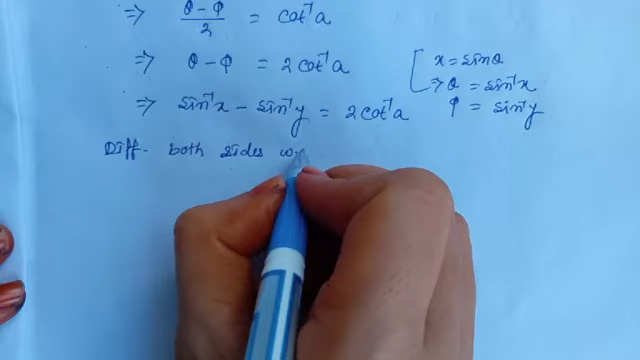 ⇒ θ - φ / 2 = cot⁻¹a
⇒ θ - φ = 2cot⁻¹a
[ x = sinθ
⇒ θ = sin⁻¹x
φ = sin⁻¹y
⇒ sin⁻¹x - sin⁻¹y = 2cot⁻¹a
Diff. both sides w